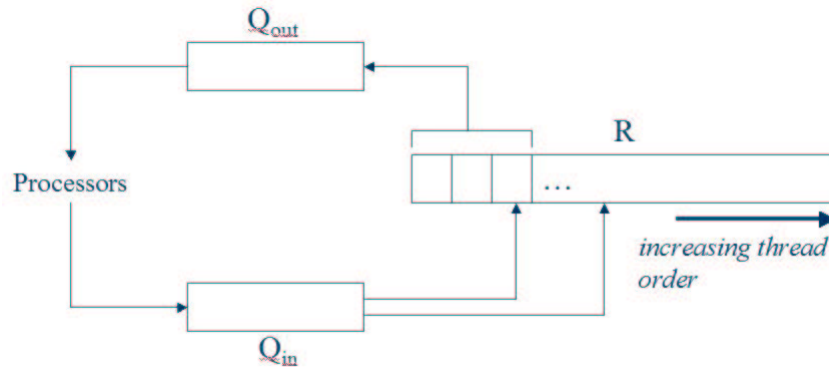 Qout
R
Processors
...
increasing thread
order
Qin